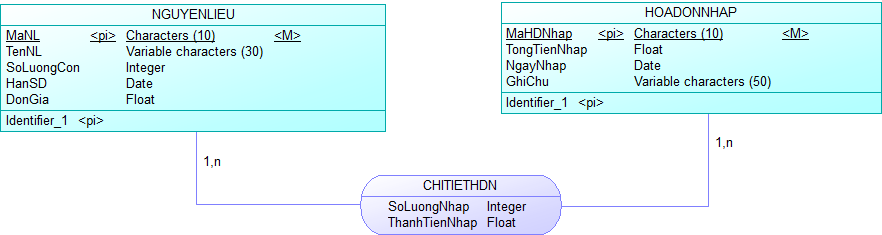 NGUYENLIEU
MaNL <pi> Characters (10) <M>
TenNL Variable characters (30)
SoLuongCon Integer
HanSD Date
DonGia Float
Identifier_1 <pi>
HOADONNHAP
MaHDNhap <pi> Characters (10) <M>
TongTienNhap Float
NgayNhap Date
GhiChu Variable characters (50)
Identifier_1 <pi>
1,n
1,n
CHITIETHDN
SoLuongNhap Integer
ThanhTienNhap Float